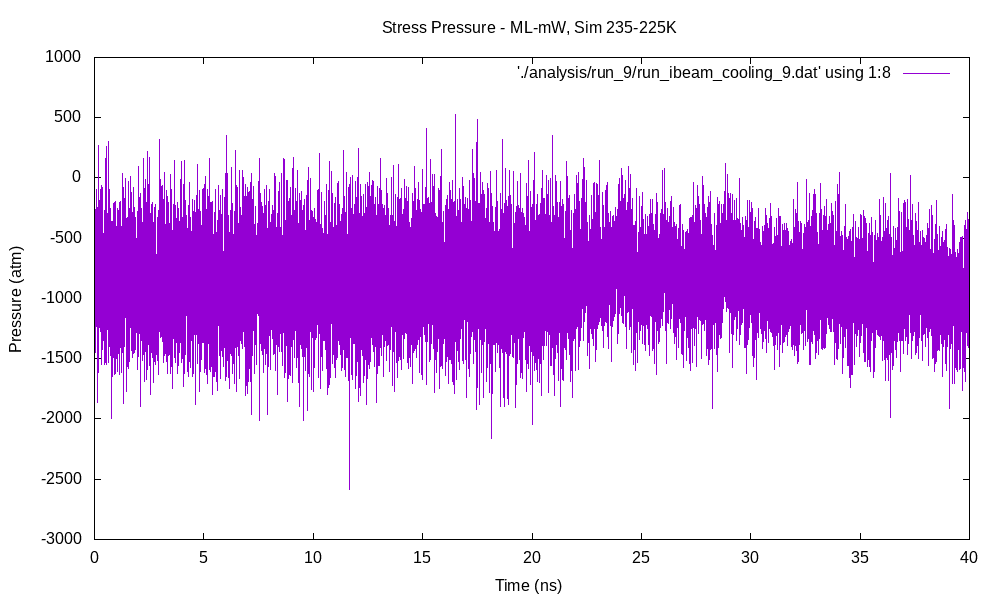 Stress Pressure - ML-mW, Sim 235-225K
'./analysis/run_9/run_ibeam_cooling_9.dat' using 1:8
1000
500
0
-500
-1000
-1500
-2000
-2500
-3000
Pressure (atm)
0 5 10 15 20 25 30 35 40
Time (ns)